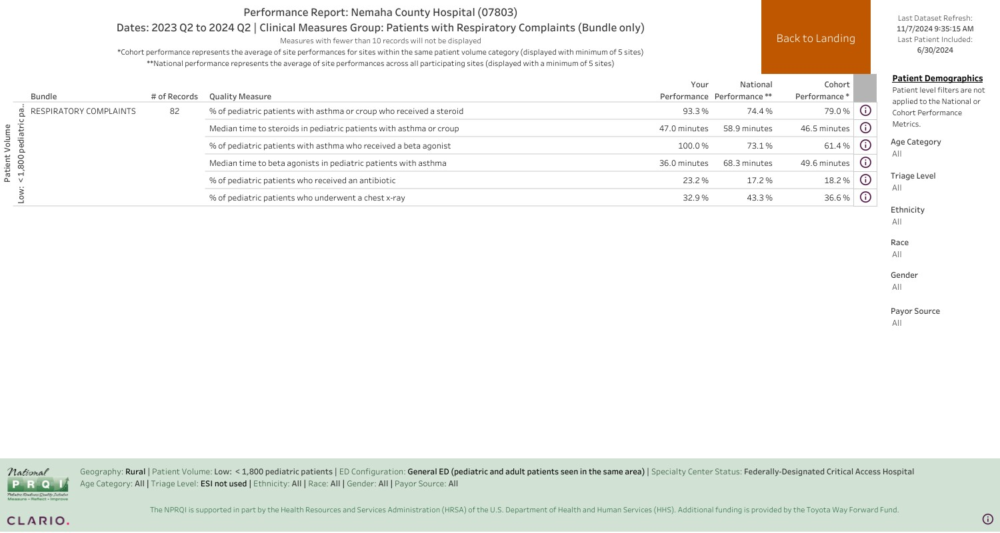 Performance Report: Nemaha County Hospital (07803)
Dates: 2023 Q2 to 2024 Q2 | Clinical Measures Group: Patients with Respiratory Complaints (Bundle only)
Measures with fewer than 10 records will not be displayed
*Cohort performance represents the average of site performances for sites within the same patient volume category (displayed with minimum of 5 sites)
**National performance represents the average of site performances across all participating sites (displayed with a minimum of 5 sites)
Back to Landing
Last Dataset Refresh:
11/7/2024 9:35:15 AM
Last Patient Included:
6/30/2024
Bundle # of Records Quality Measure Your Performance National Performance ** Cohort Performance *
Patient Volume
Low: < 1,800 pediatric pa..
RESPIRATORY COMPLAINTS 82 % of pediatric patients with asthma or croup who received a steroid 93.3 % 74.4 % 79.0 %
Median time to steroids in pediatric patients with asthma or croup 47.0 minutes 58.9 minutes 46.5 minutes
% of pediatric patients with asthma who received a beta agonist 100.0 % 73.1 % 61.4 %
Median time to beta agonists in pediatric patients with asthma 36.0 minutes 68.3 minutes 49.6 minutes
% of pediatric patients who received an antibiotic 23.2 % 17.2 % 18.2 %
% of pediatric patients who underwent a chest x-ray 32.9 % 43.3 % 36.6 %
Patient Demographics
Patient level filters are not
applied to the National or
Cohort Performance
Metrics.
Age Category
All
Triage Level
All
Ethnicity
All
Race
All
Gender
All
Payor Source
All
National
PRQI
Pediatric Readiness Quality Initiative
Measure • Reflect • Improve
Geography: Rural | Patient Volume: Low: < 1,800 pediatric patients | ED Configuration: General ED (pediatric and adult patients seen in the same area) | Specialty Center Status: Federally-Designated Critical Access Hospital
Age Category: All | Triage Level: ESI not used | Ethnicity: All | Race: All | Gender: All | Payor Source: All
The NPRQI is supported in part by the Health Resources and Services Administration (HRSA) of the U.S. Department of Health and Human Services (HHS). Additional funding is provided by the Toyota Way Forward Fund.
CLARIO.